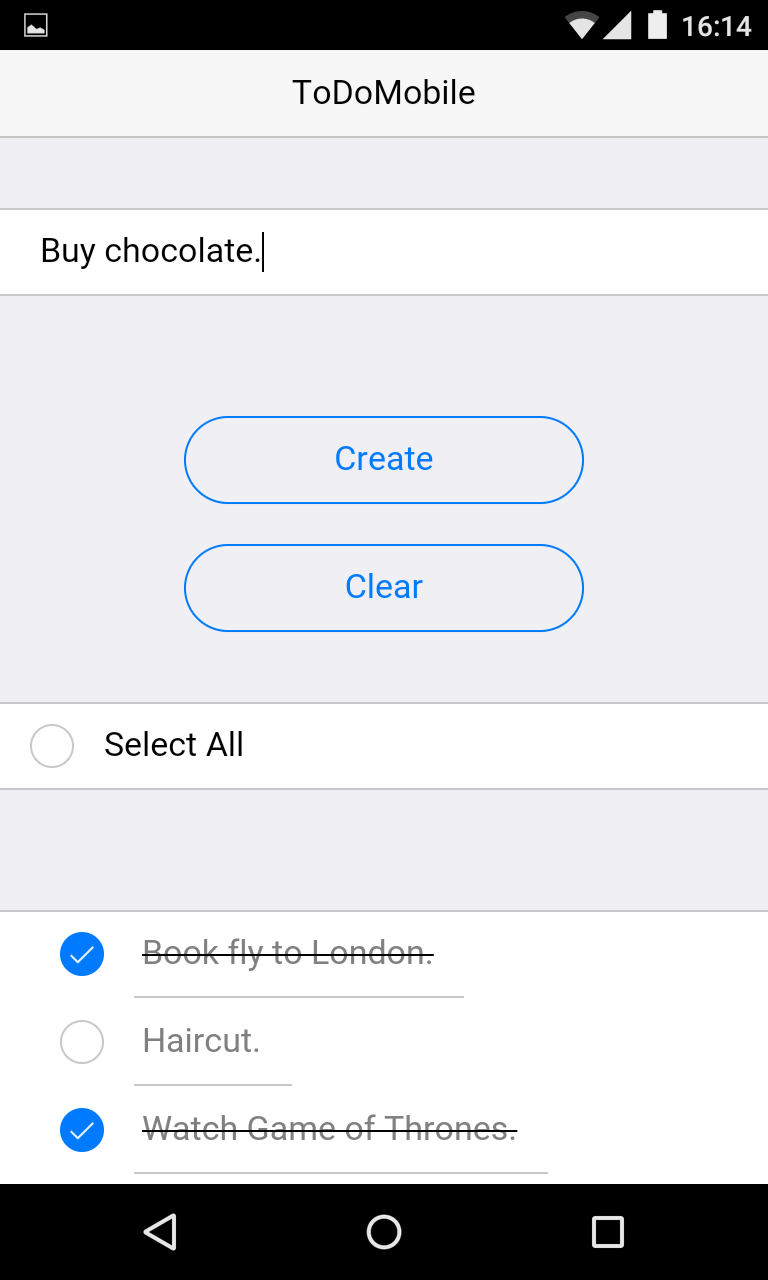 16:14
ToDoMobile
Buy chocolate.
Create
Clear
Select All
Book fly to London.
Haircut.
Watch Game of Thrones.